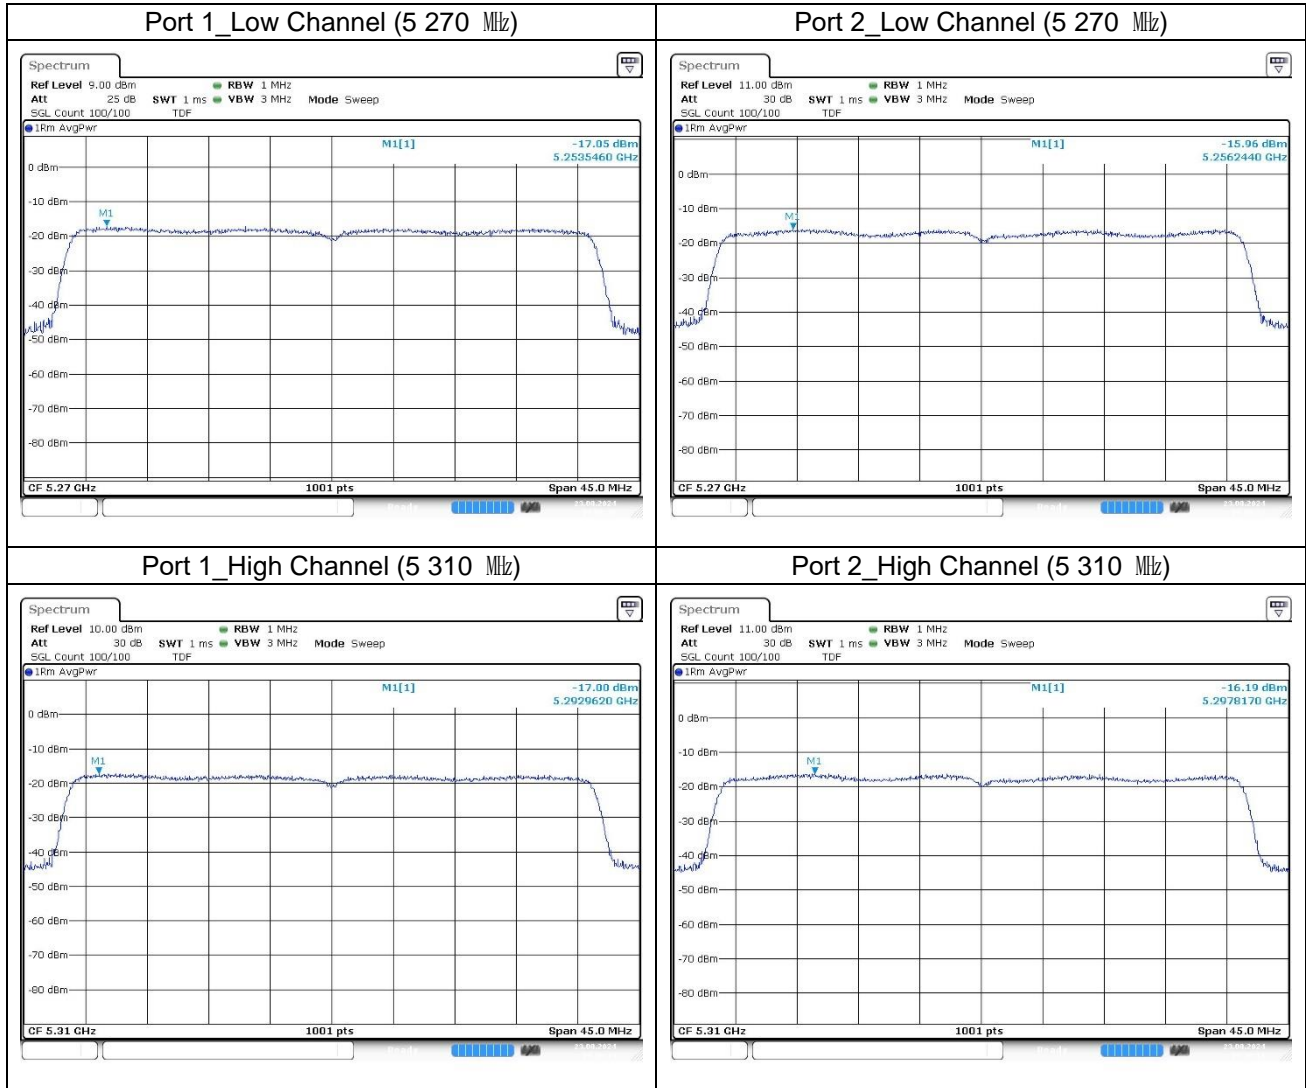 Port 1_Low Channel (5 270 ㎒)
Spectrum
Ref Level 9.00 dBm RBW 1 MHz
Att 25 dB SWT 1 ms VBW 3 MHz Mode Sweep
SGL Count 100/100 TDF
1Rm AvgPwr
M1[1] -17.05 dBm
5.2535460 GHz
0 dBm
-10 dBm
M1
-20 dBm
-30 dBm
-40 dBm
-50 dBm
-60 dBm
-70 dBm
-80 dBm
CF 5.27 GHz 1001 pts Span 45.0 MHz
Port 2_Low Channel (5 270 ㎒)
Spectrum
Ref Level 11.00 dBm RBW 1 MHz
Att 30 dB SWT 1 ms VBW 3 MHz Mode Sweep
SGL Count 100/100 TDF
1Rm AvgPwr
M1[1] -15.96 dBm
5.2562440 GHz
0 dBm
-10 dBm
M1
-20 dBm
-30 dBm
-40 dBm
-50 dBm
-60 dBm
-70 dBm
-80 dBm
CF 5.27 GHz 1001 pts Span 45.0 MHz
Port 1_High Channel (5 310 ㎒)
Spectrum
Ref Level 10.00 dBm RBW 1 MHz
Att 30 dB SWT 1 ms VBW 3 MHz Mode Sweep
SGL Count 100/100 TDF
1Rm AvgPwr
M1[1] -17.00 dBm
5.2929620 GHz
0 dBm
-10 dBm
M1
-20 dBm
-30 dBm
-40 dBm
-50 dBm
-60 dBm
-70 dBm
-80 dBm
CF 5.31 GHz 1001 pts Span 45.0 MHz
Port 2_High Channel (5 310 ㎒)
Spectrum
Ref Level 11.00 dBm RBW 1 MHz
Att 30 dB SWT 1 ms VBW 3 MHz Mode Sweep
SGL Count 100/100 TDF
1Rm AvgPwr
M1[1] -16.19 dBm
5.2978170 GHz
0 dBm
-10 dBm
M1
-20 dBm
-30 dBm
-40 dBm
-50 dBm
-60 dBm
-70 dBm
-80 dBm
CF 5.31 GHz 1001 pts Span 45.0 MHz